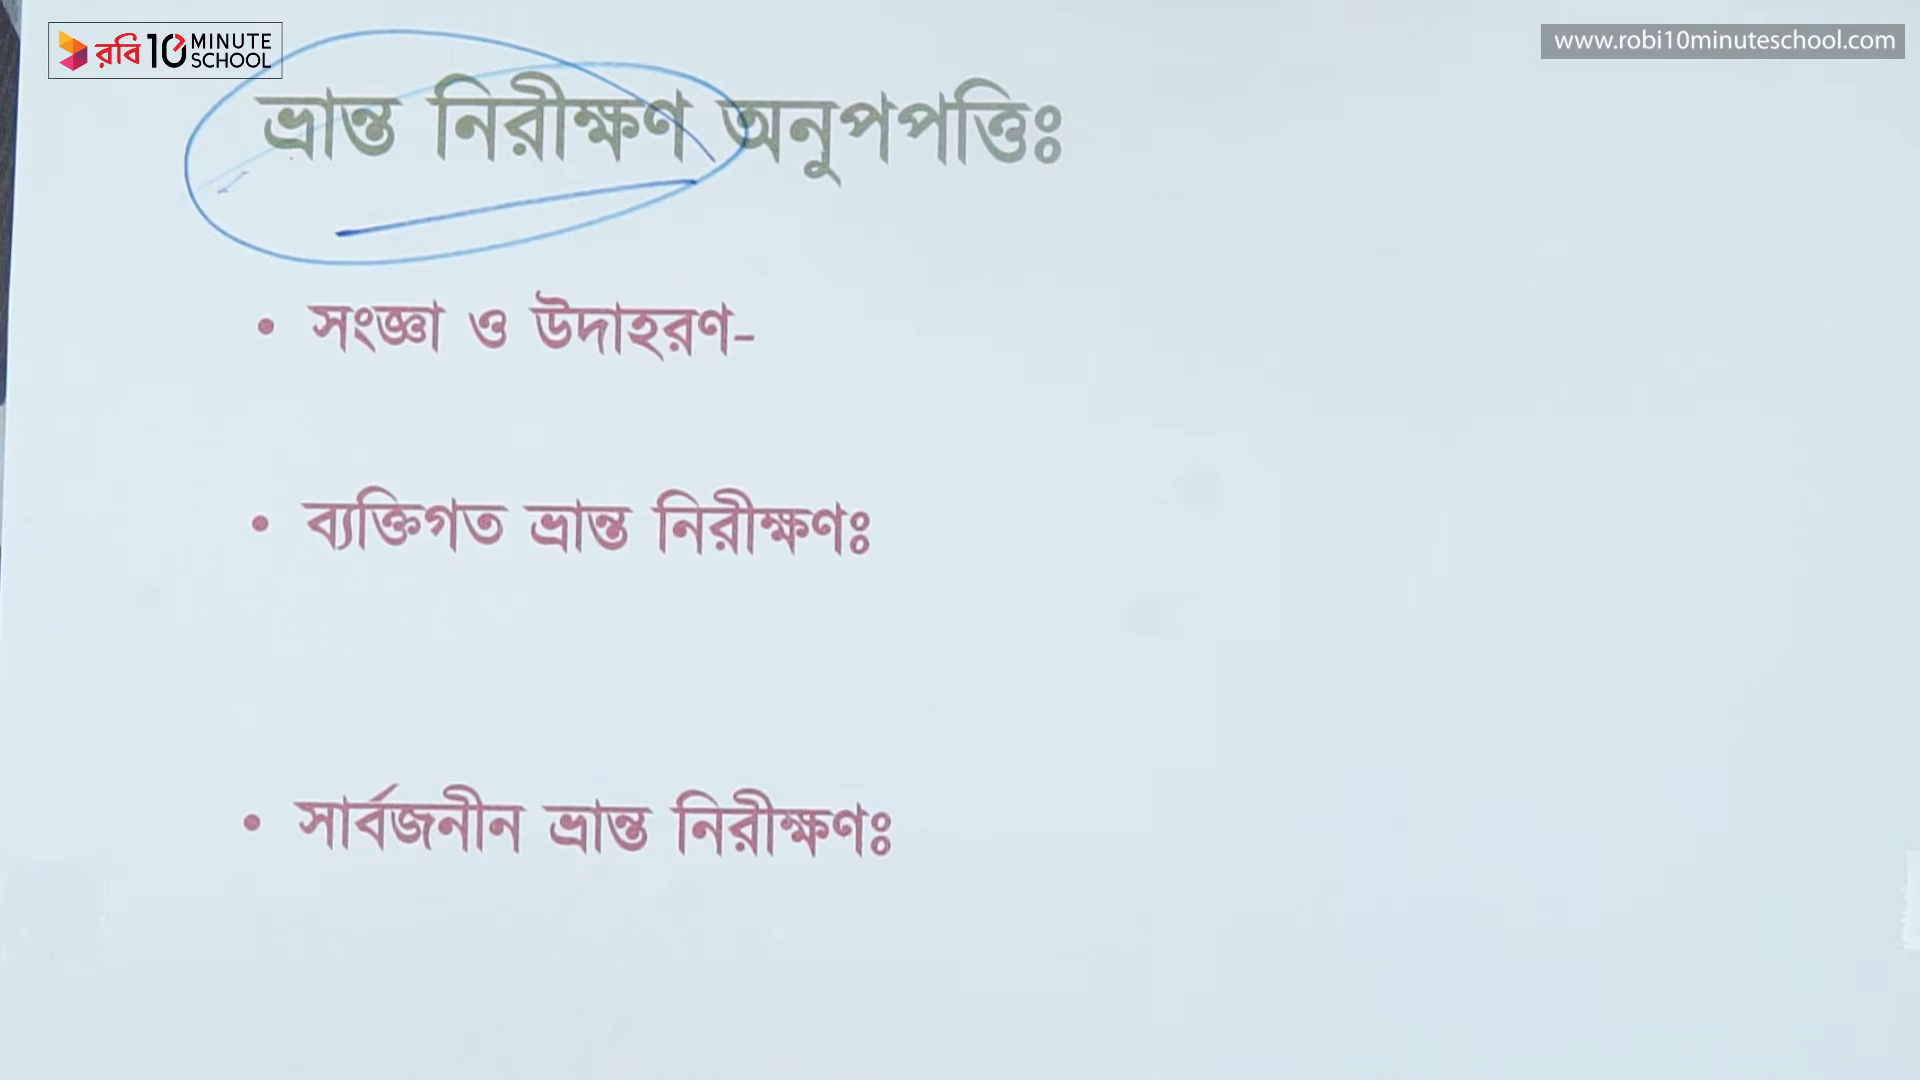 রবি 10 MINUTE SCHOOL
www.robi10minuteschool.com
ভ্রান্ত নিরীক্ষণ অনুপপত্তিঃ
• সংজ্ঞা ও উদাহরণ-
• ব্যক্তিগত ভ্রান্ত নিরীক্ষণঃ
• সার্বজনীন ভ্রান্ত নিরীক্ষণঃ